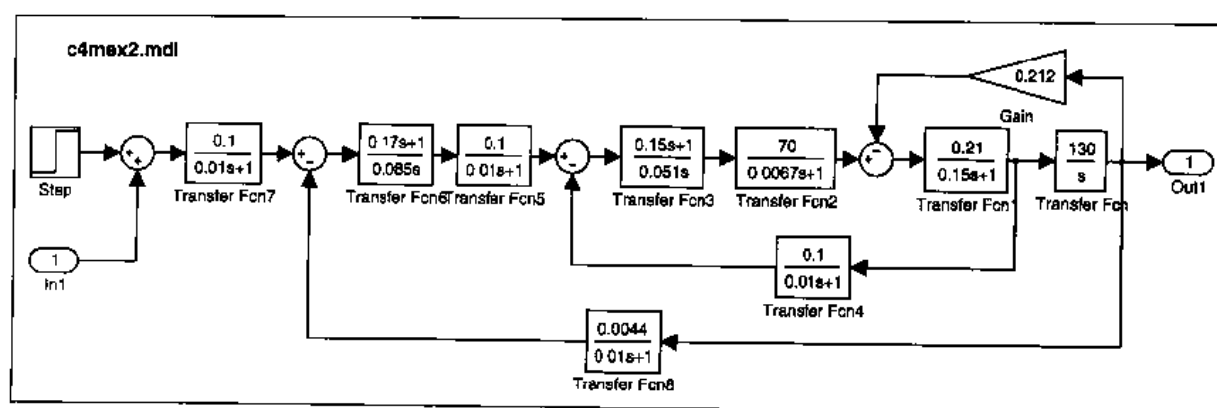 c4mex2.mdl
0.212
Gain
Step
+
+
0.1
0.01s+1
Transfer Fcn7
+
−
0 17s+1
0.085s
Transfer Fcn6
0.1
0 01s+1
Transfer Fcn5
+
−
0.15s+1
0.051s
Transfer Fcn3
70
0 0067s+1
Transfer Fcn2
+
−
0.21
0.15s+1
Transfer Fcn1
130
s
Transfer Fcn
1
Out1
1
In1
0.1
0.01s+1
Transfer Fcn4
0.0044
0 01s+1
Transfer Fcn8